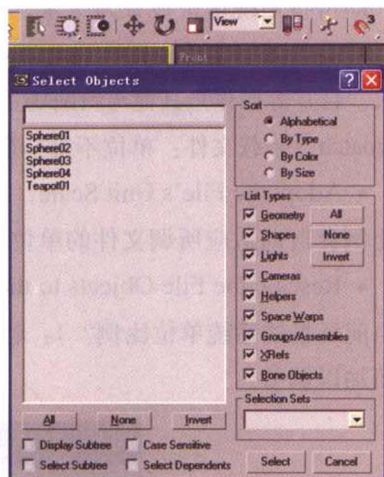 View
Front
Select Objects
Sphere01
Sphere02
Sphere03
Sphere04
Teapot01
All None Invert
Display Subtree Case Sensitive
Select Subtree Select Dependents
Sort
Alphabetical
By Type
By Color
By Size
List Types
Geometry All
Shapes None
Lights Invert
Cameras
Helpers
Space Warps
Groups/Assemblies
XRefs
Bone Objects
Selection Sets
Select Cancel